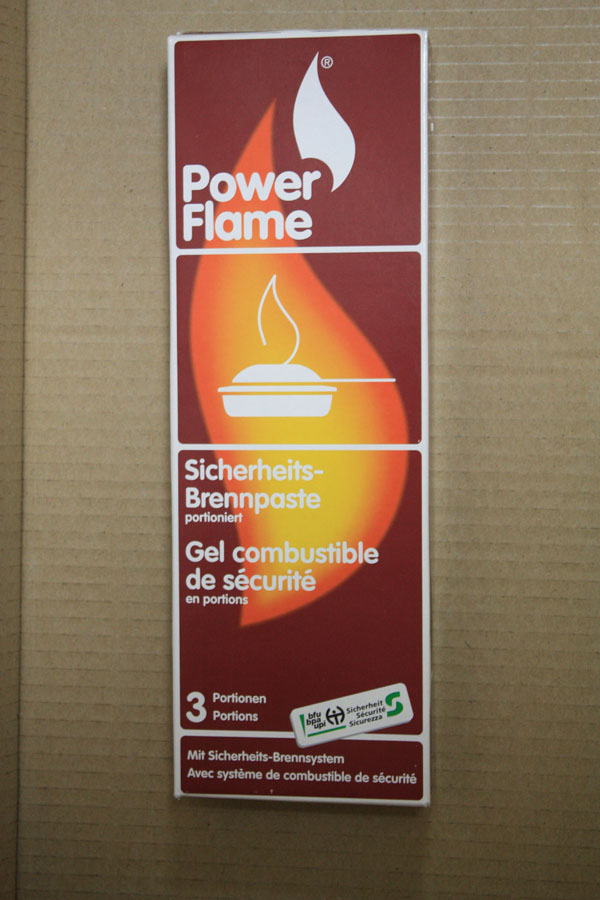 ®
Power
Flame
Sicherheits-
Brennpaste
portioniert
Gel combustible
de sécurité
en portions
3 Portionen
Portions
bfu
bpa
upi
Sicherheit
Sécurité
Sicurezza
Mit Sicherheits-Brennsystem
Avec système de combustible de sécurité